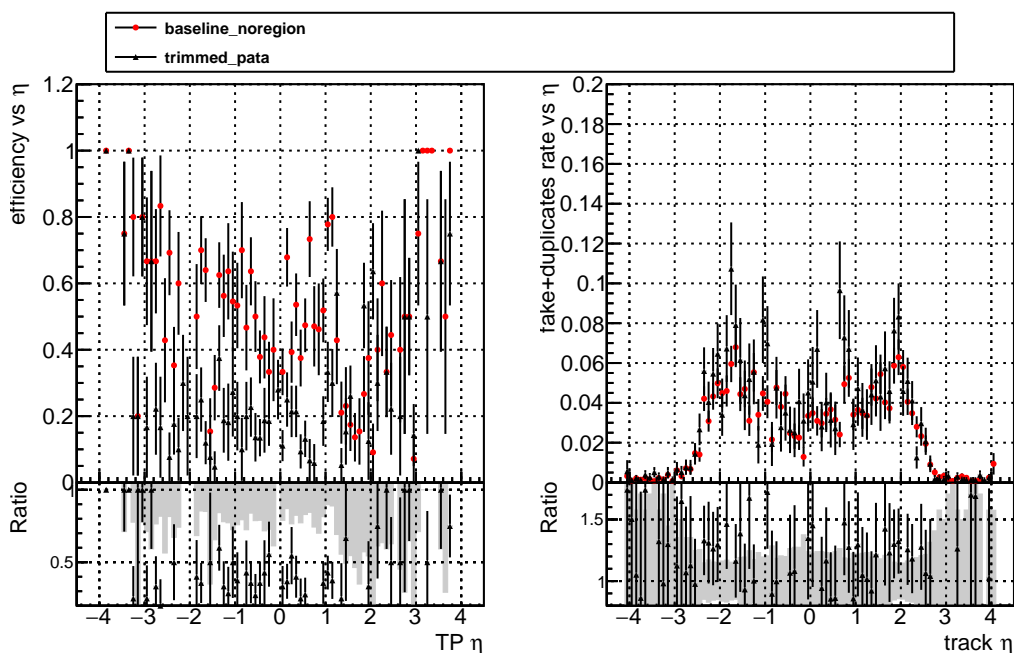 baseline_noregion
trimmed_pata
efficiency vs η
1.2
1
0.8
0.6
0.4
0.2
0
Ratio
1
0.5
−4 −3 −2 −1 0 1 2 3 4
TP η
fake+duplicates rate vs η
0.2
0.18
0.16
0.14
0.12
0.1
0.08
0.06
0.04
0.02
0
Ratio
1.5
1
−4 −3 −2 −1 0 1 2 3 4
track η